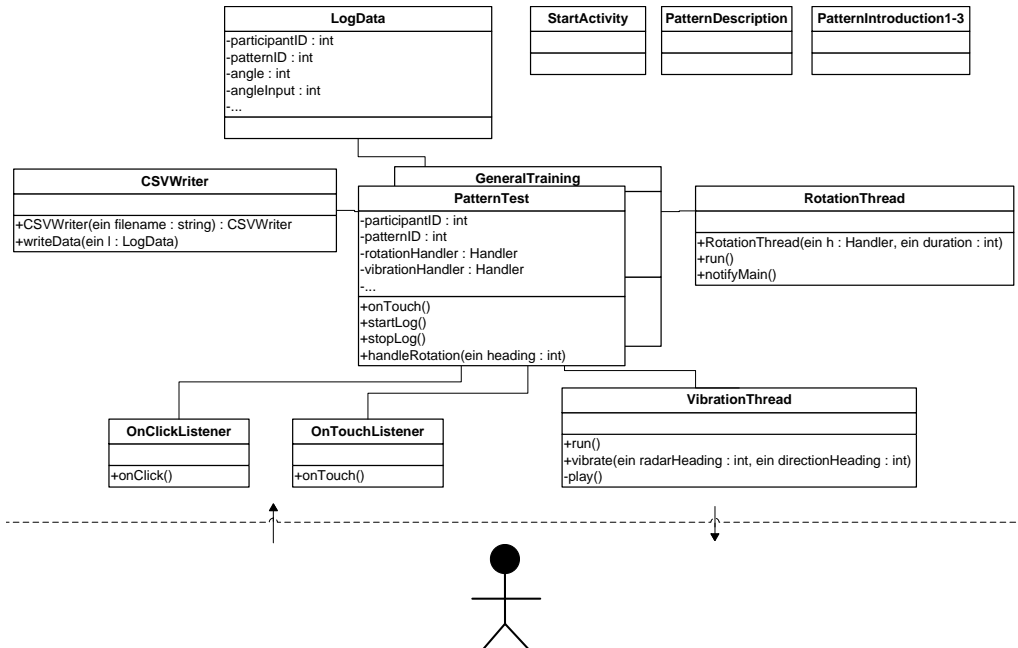 LogData
-participantID : int
-patternID : int
-angle : int
-angleInput : int
-...
StartActivity
PatternDescription
PatternIntroduction1-3
CSVWriter
+CSVWriter(ein filename : string) : CSVWriter
+writeData(ein l : LogData)
GeneralTraining
PatternTest
-participantID : int
-patternID : int
-rotationHandler : Handler
-vibrationHandler : Handler
-...
+onTouch()
+startLog()
+stopLog()
+handleRotation(ein heading : int)
RotationThread
+RotationThread(ein h : Handler, ein duration : int)
+run()
+notifyMain()
OnClickListener
+onClick()
OnTouchListener
+onTouch()
VibrationThread
+run()
+vibrate(ein radarHeading : int, ein directionHeading : int)
-play()